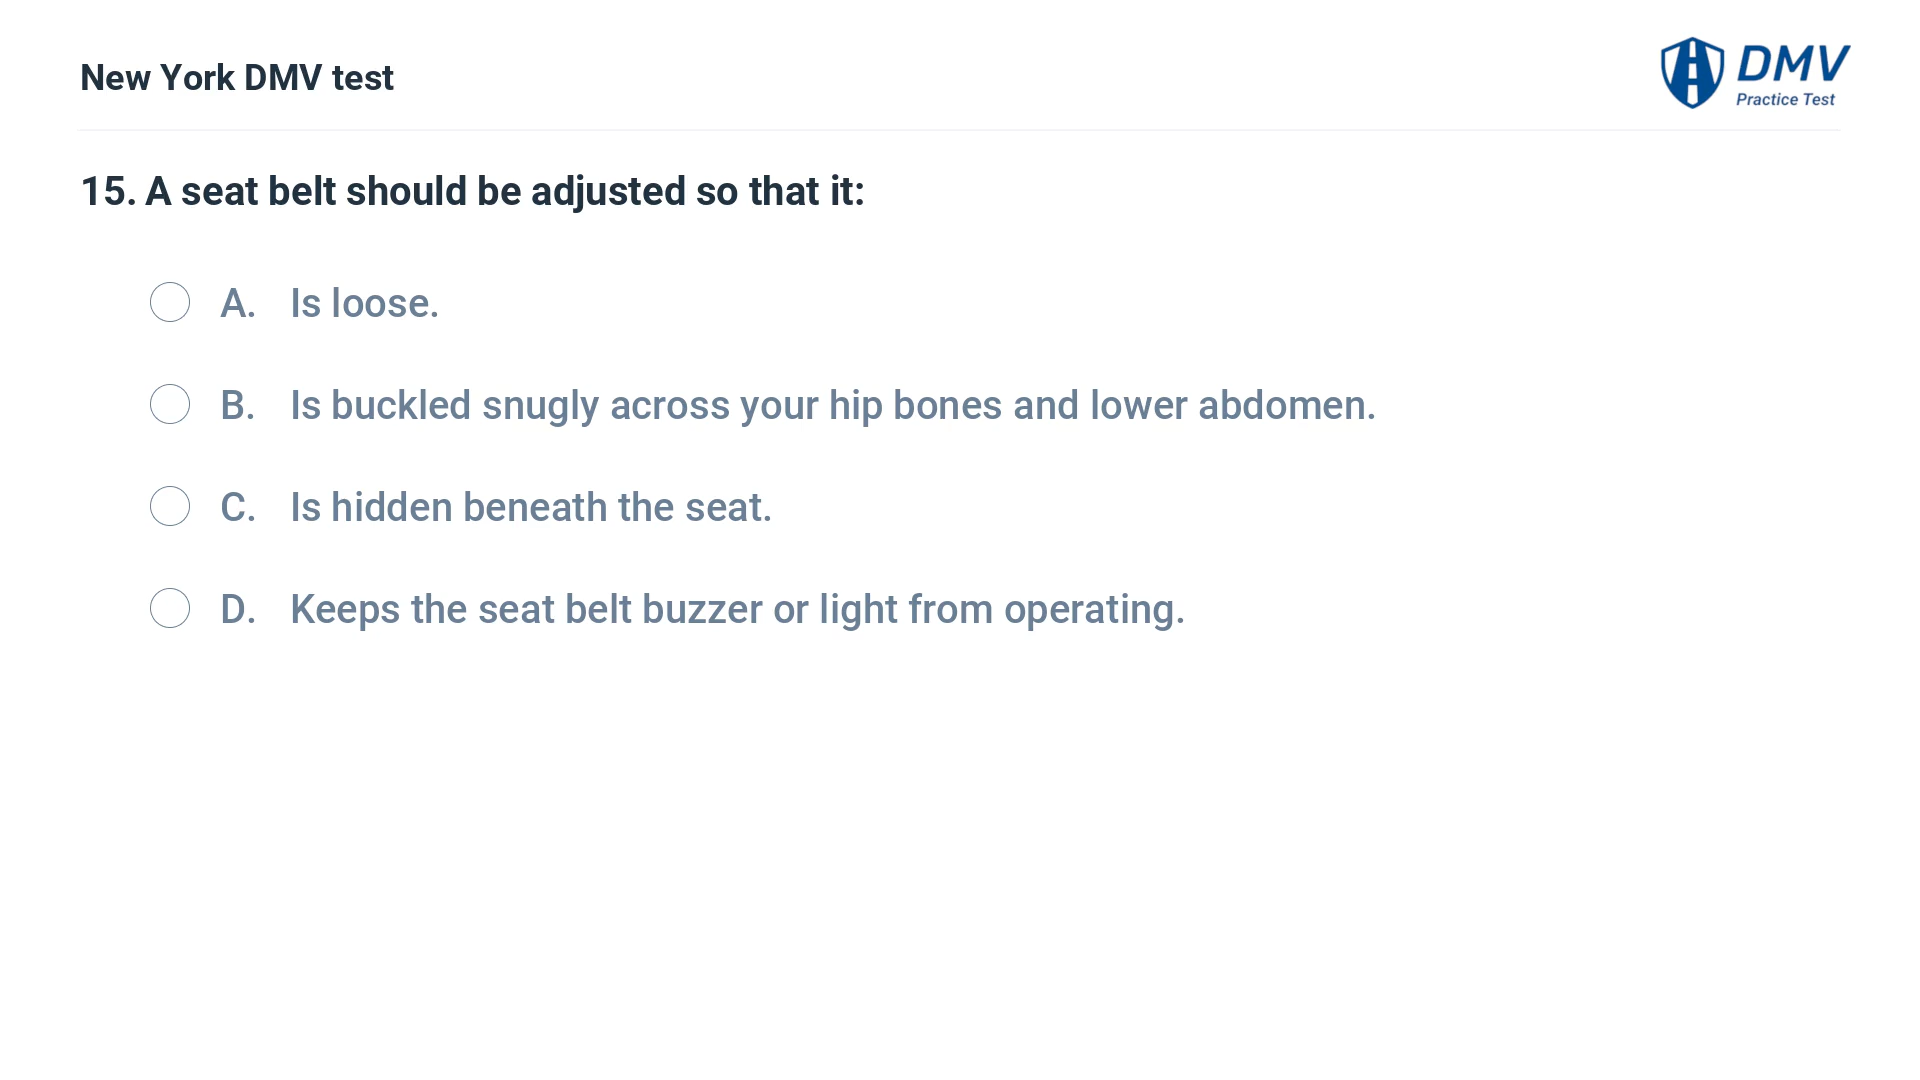 New York DMV test
DMV
Practice Test
15. A seat belt should be adjusted so that it:
A. Is loose.
B. Is buckled snugly across your hip bones and lower abdomen.
C. Is hidden beneath the seat.
D. Keeps the seat belt buzzer or light from operating.